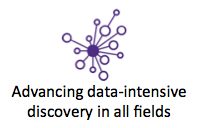 Advancing data-intensive
discovery in all fields